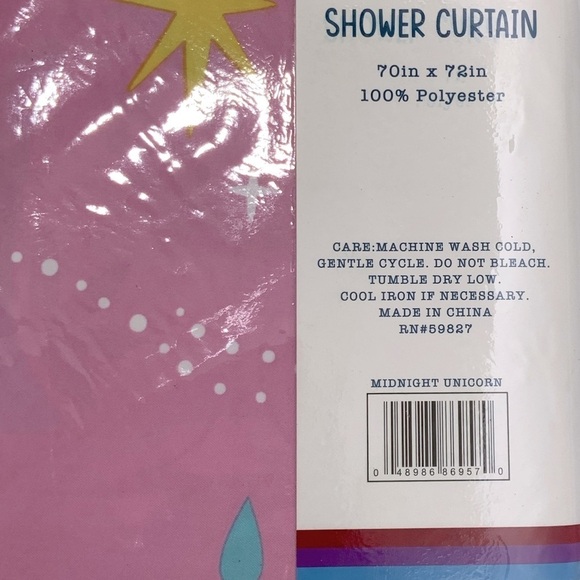 SHOWER CURTAIN
70in x 72in
100% Polyester
CARE:MACHINE WASH COLD,
GENTLE CYCLE. DO NOT BLEACH.
TUMBLE DRY LOW.
COOL IRON IF NECESSARY.
MADE IN CHINA
RN#59827
MIDNIGHT UNICORN
0 48986 86957 0